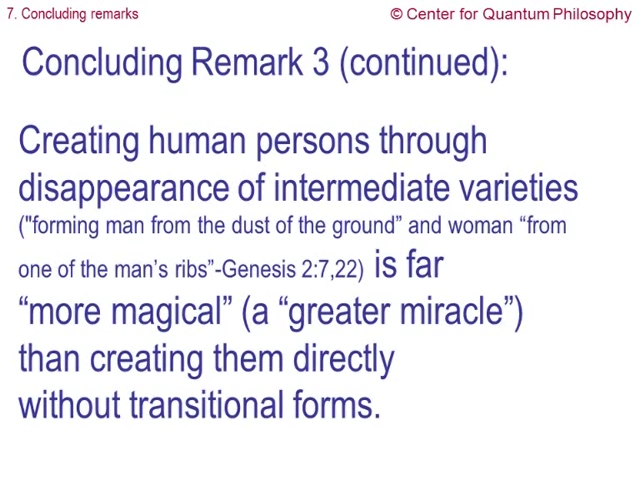 7. Concluding remarks
© Center for Quantum Philosophy
Concluding Remark 3 (continued):
Creating human persons through
disappearance of intermediate varieties
("forming man from the dust of the ground” and woman “from
one of the man’s ribs”-Genesis 2:7,22) is far
“more magical” (a “greater miracle”)
than creating them directly
without transitional forms.